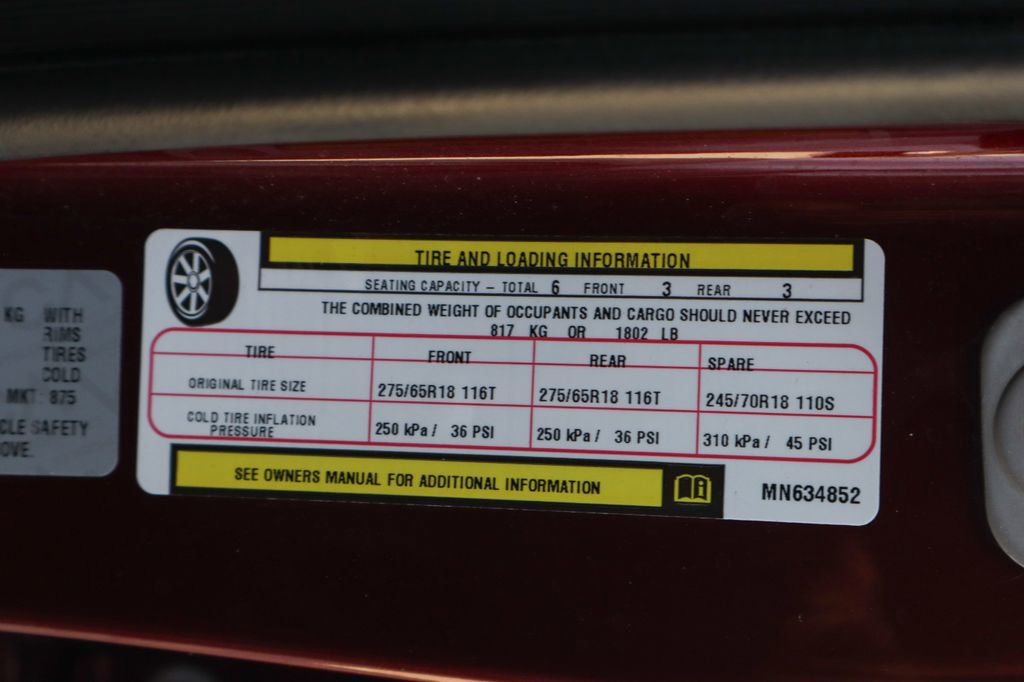 KG WITH
RIMS
TIRES
COLD
MKT: 875
CLE SAFETY
OVE.
TIRE AND LOADING INFORMATION
SEATING CAPACITY – TOTAL 6 FRONT 3 REAR 3
THE COMBINED WEIGHT OF OCCUPANTS AND CARGO SHOULD NEVER EXCEED
817 KG OR 1802 LB
TIRE FRONT REAR SPARE
ORIGINAL TIRE SIZE 275/65R18 116T 275/65R18 116T 245/70R18 110S
COLD TIRE INFLATION
PRESSURE 250 kPa / 36 PSI 250 kPa / 36 PSI 310 kPa / 45 PSI
SEE OWNERS MANUAL FOR ADDITIONAL INFORMATION
MN634852